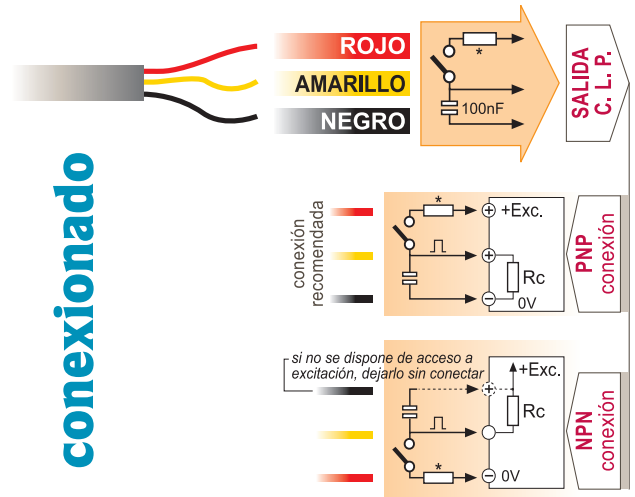 conexionado
ROJO
AMARILLO
NEGRO
*
100nF
SALIDA
C. L. P.
conexión
recomendada
*
+Exc.
Rc
0V
PNP
conexión
si no se dispone de acceso a
excitación, dejarlo sin conectar
+Exc.
Rc
*
0V
NPN
conexión